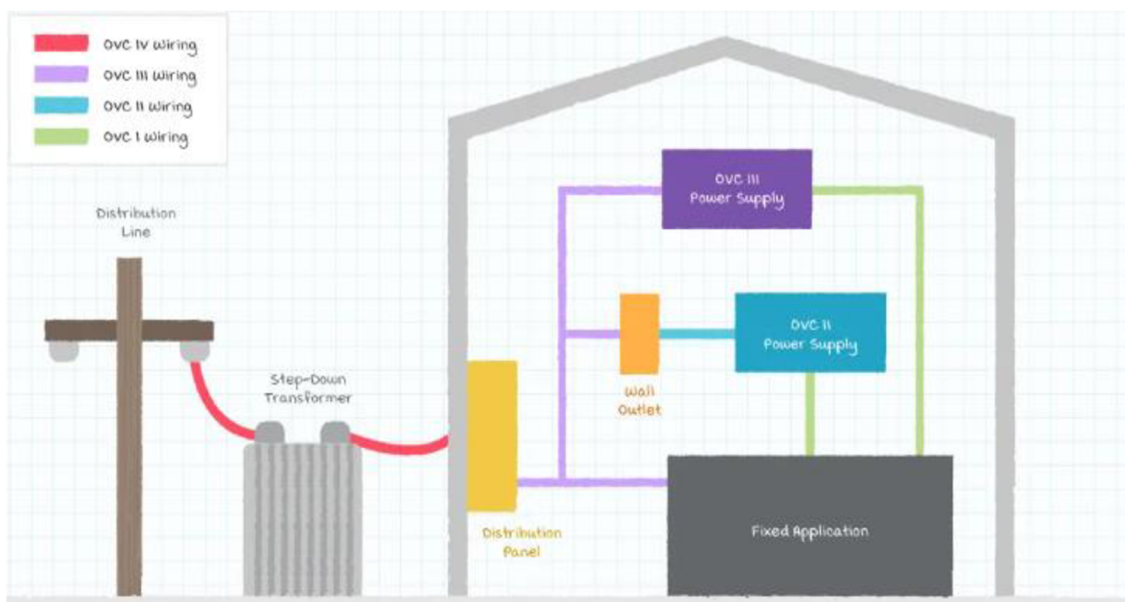 OVC IV Wiring
OVC III Wiring
OVC II Wiring
OVC I Wiring
Distribution
Line
Step-Down
Transformer
OVC III
Power Supply
OVC II
Power Supply
Wall
Outlet
Distribution
Panel
Fixed Application